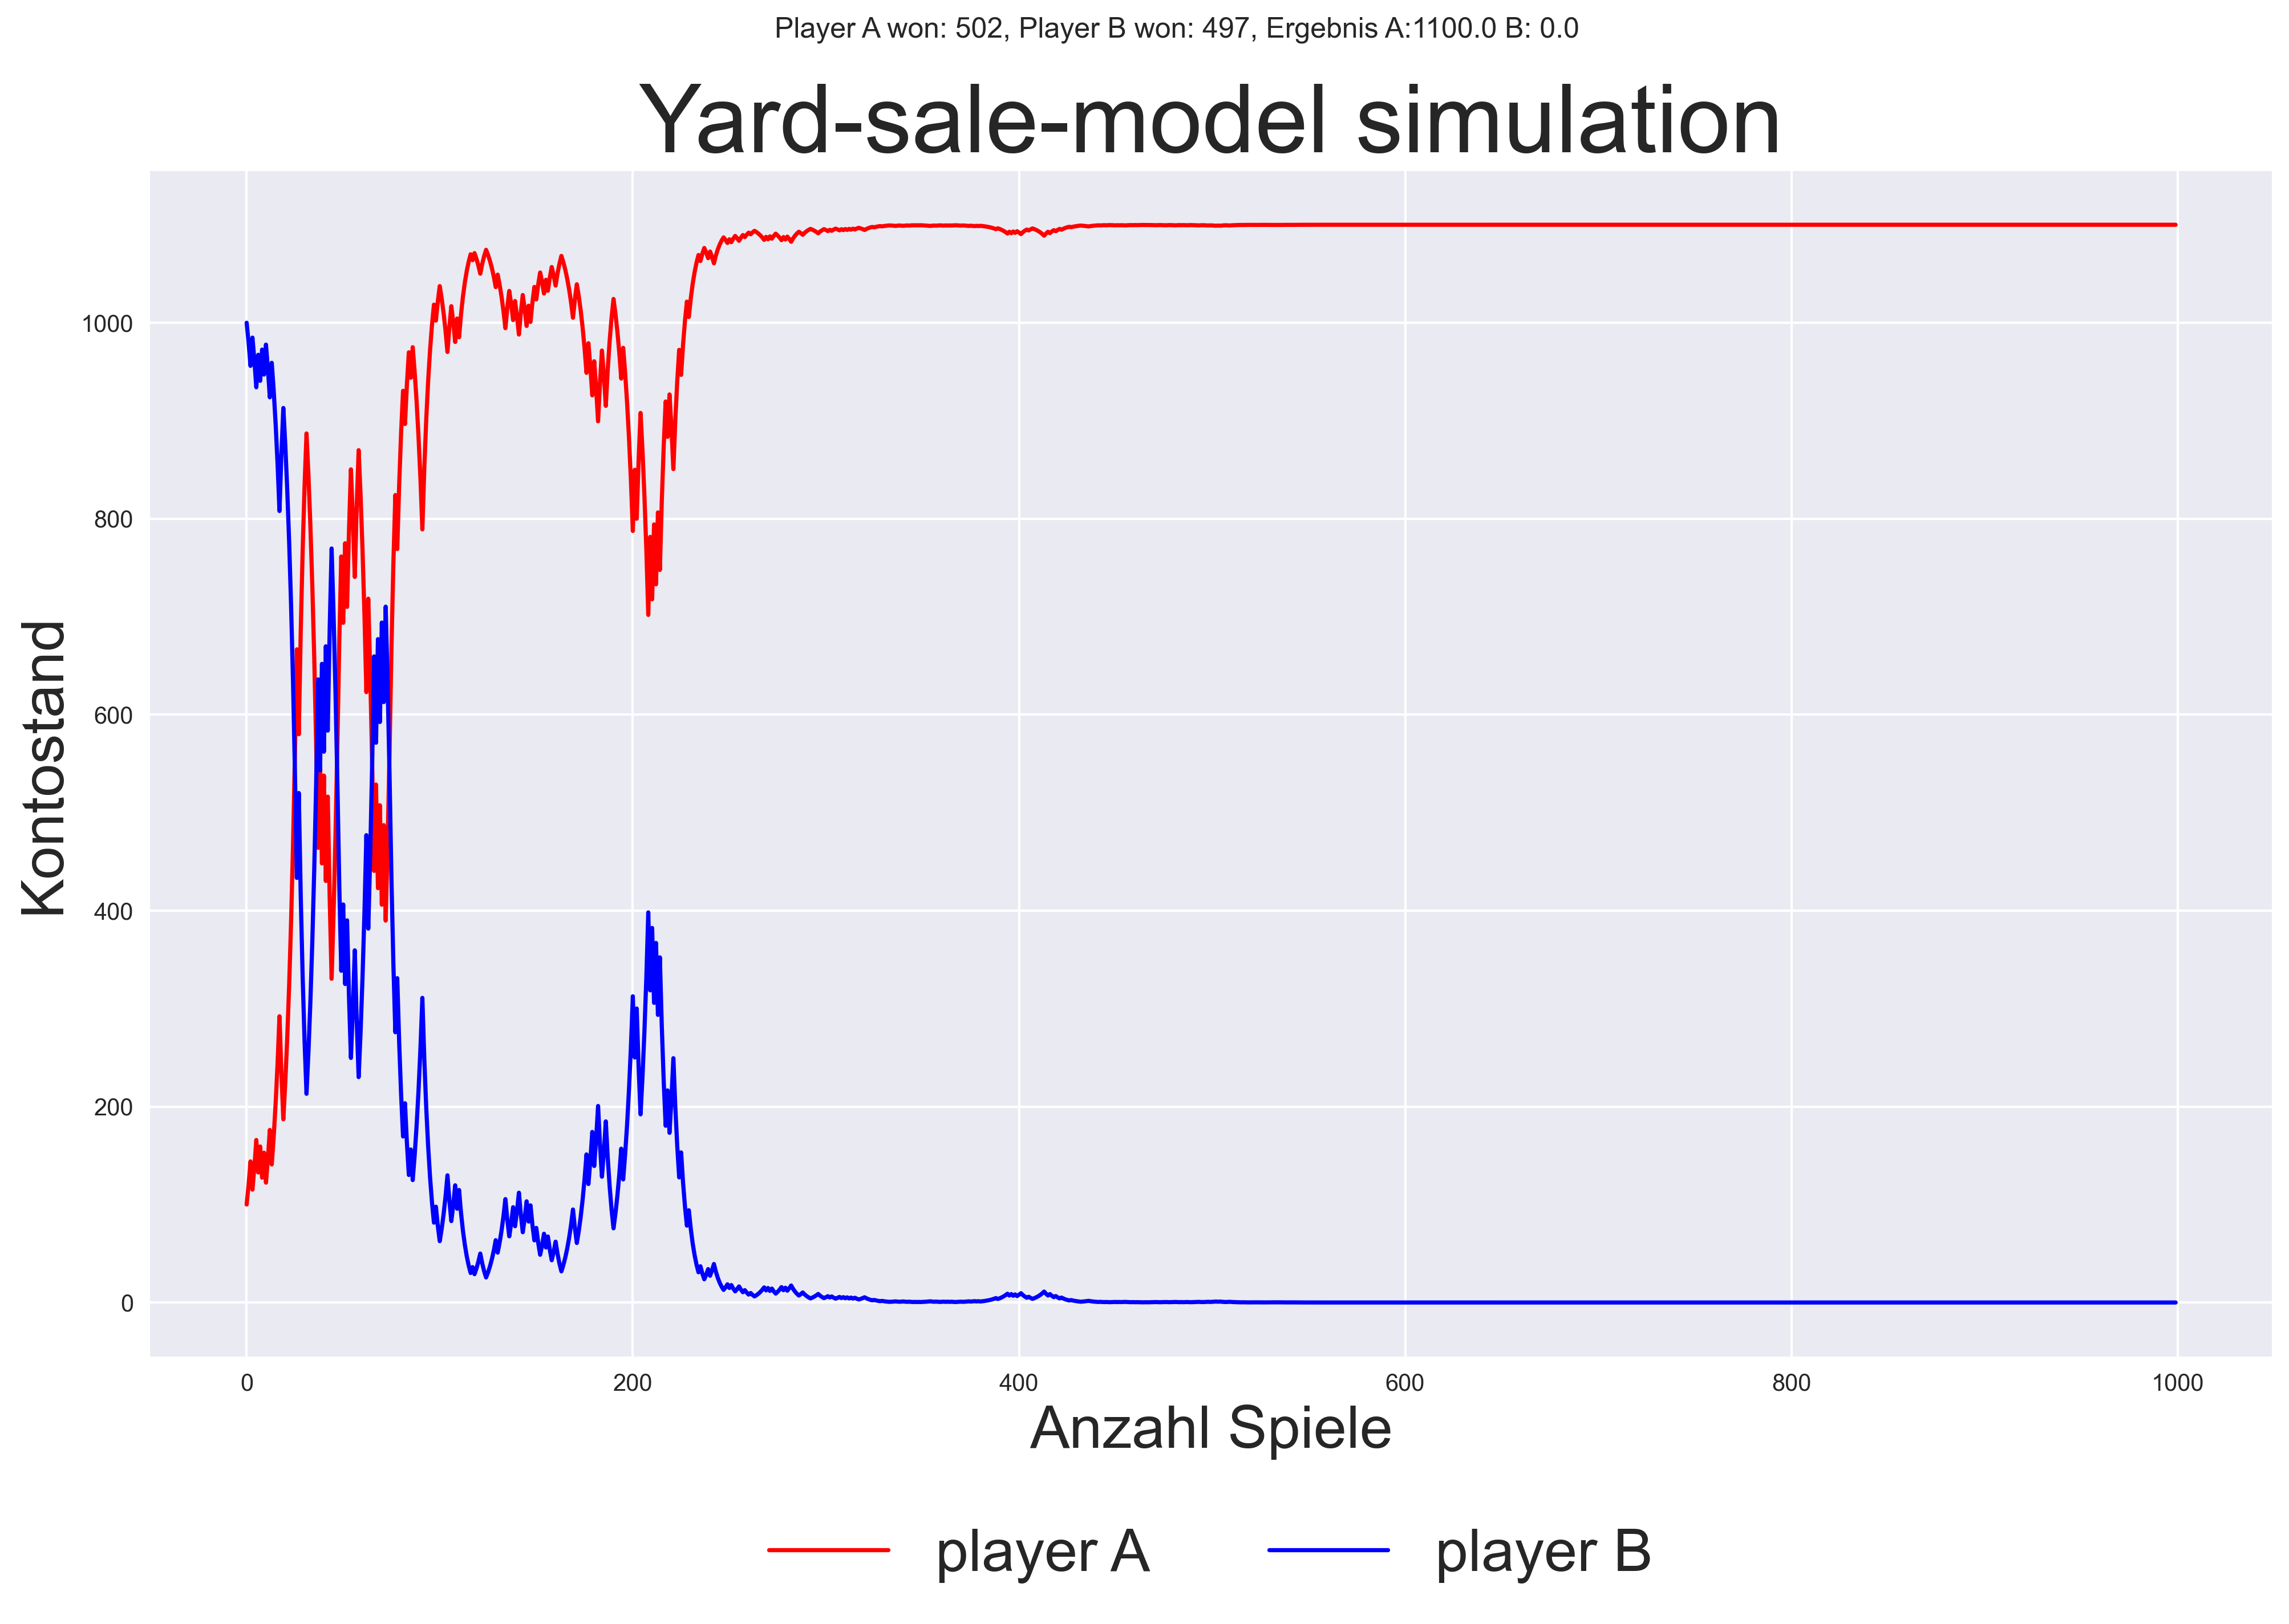 Player A won: 502, Player B won: 497, Ergebnis A:1100.0 B: 0.0
Yard-sale-model simulation
Kontostand
1000
800
600
400
200
0
0 200 400 600 800 1000
Anzahl Spiele
player A player B